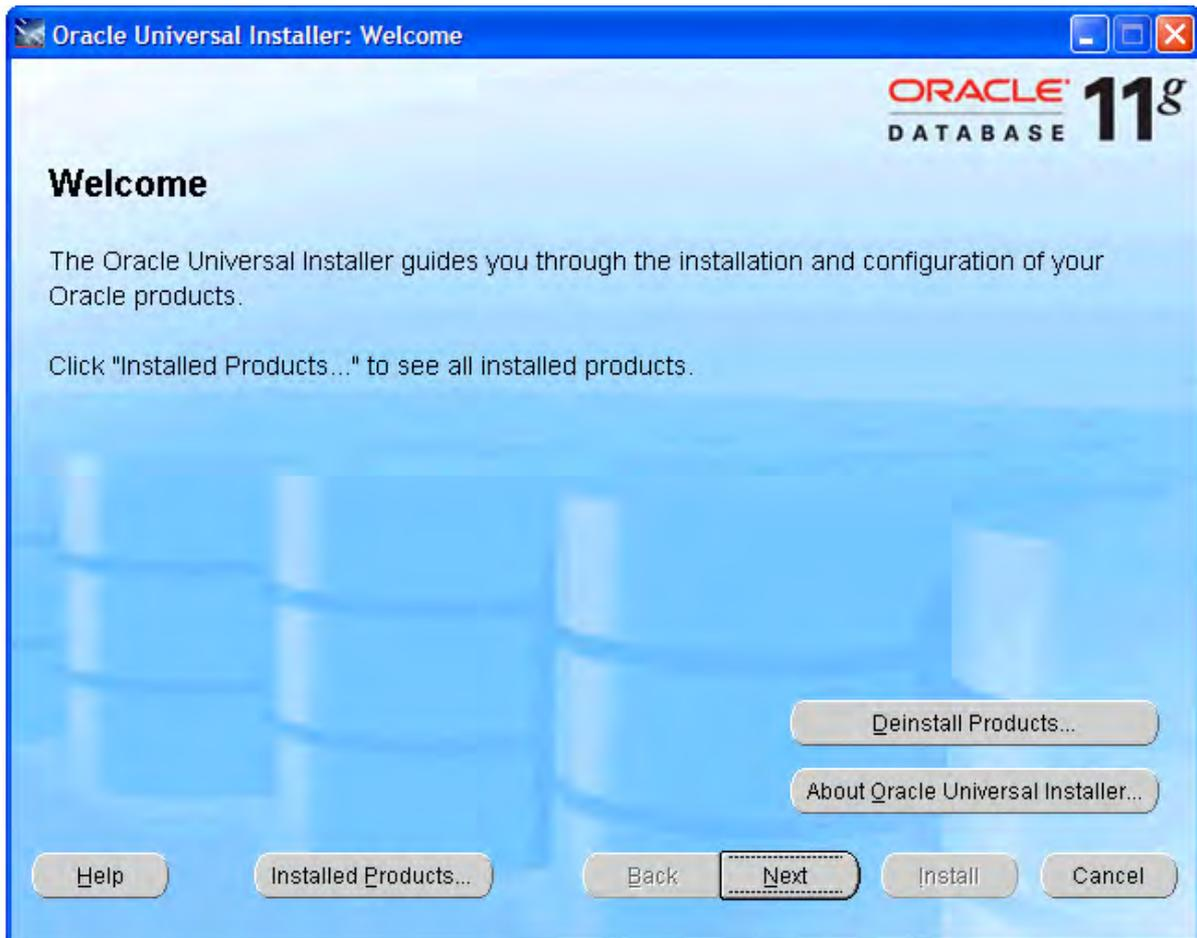 Oracle Universal Installer: Welcome
ORACLE 11g
DATABASE
Welcome
The Oracle Universal Installer guides you through the installation and configuration of your
Oracle products.
Click "Installed Products..." to see all installed products.
Deinstall Products...
About Oracle Universal Installer...
Help Installed Products... Back Next Install Cancel